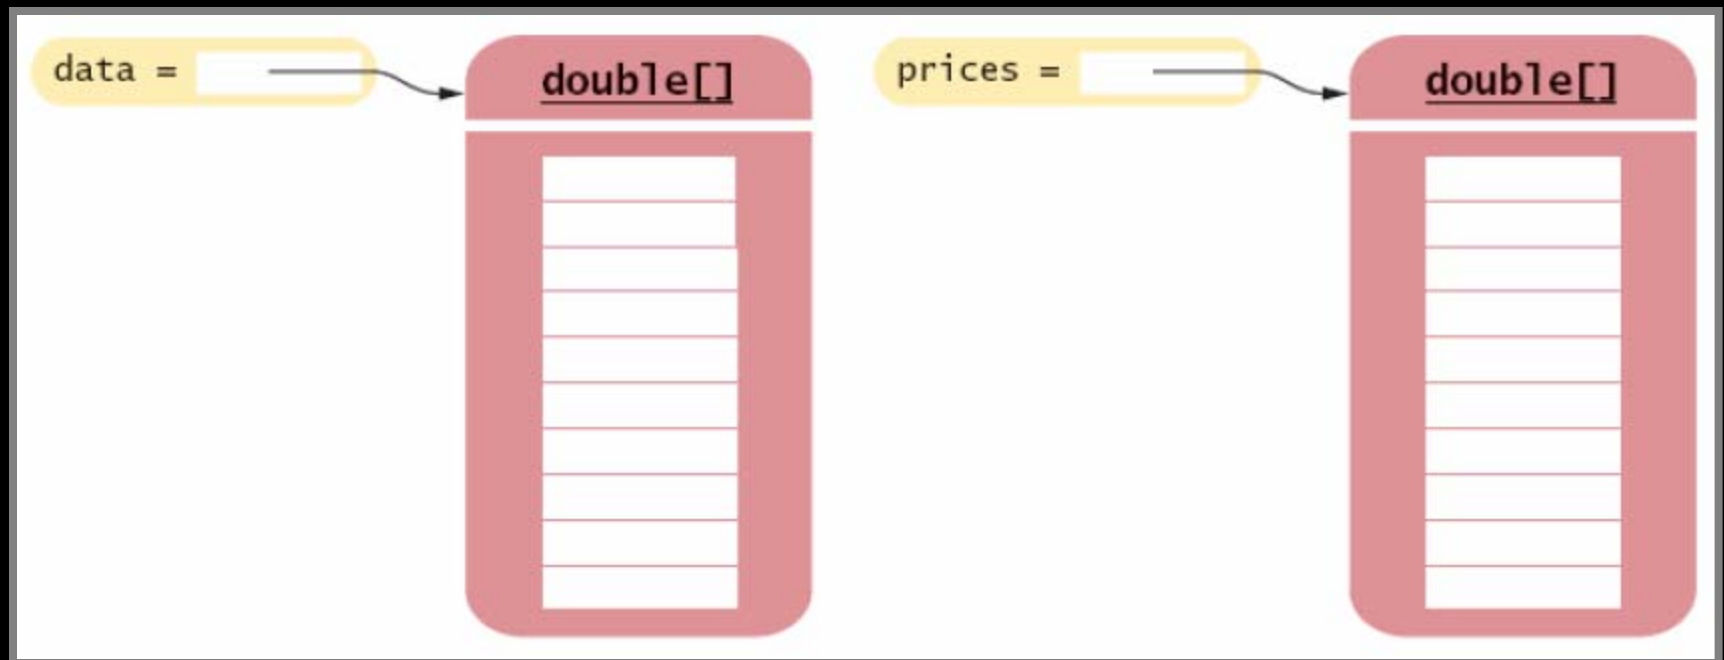 data =
double[]
prices =
double[]